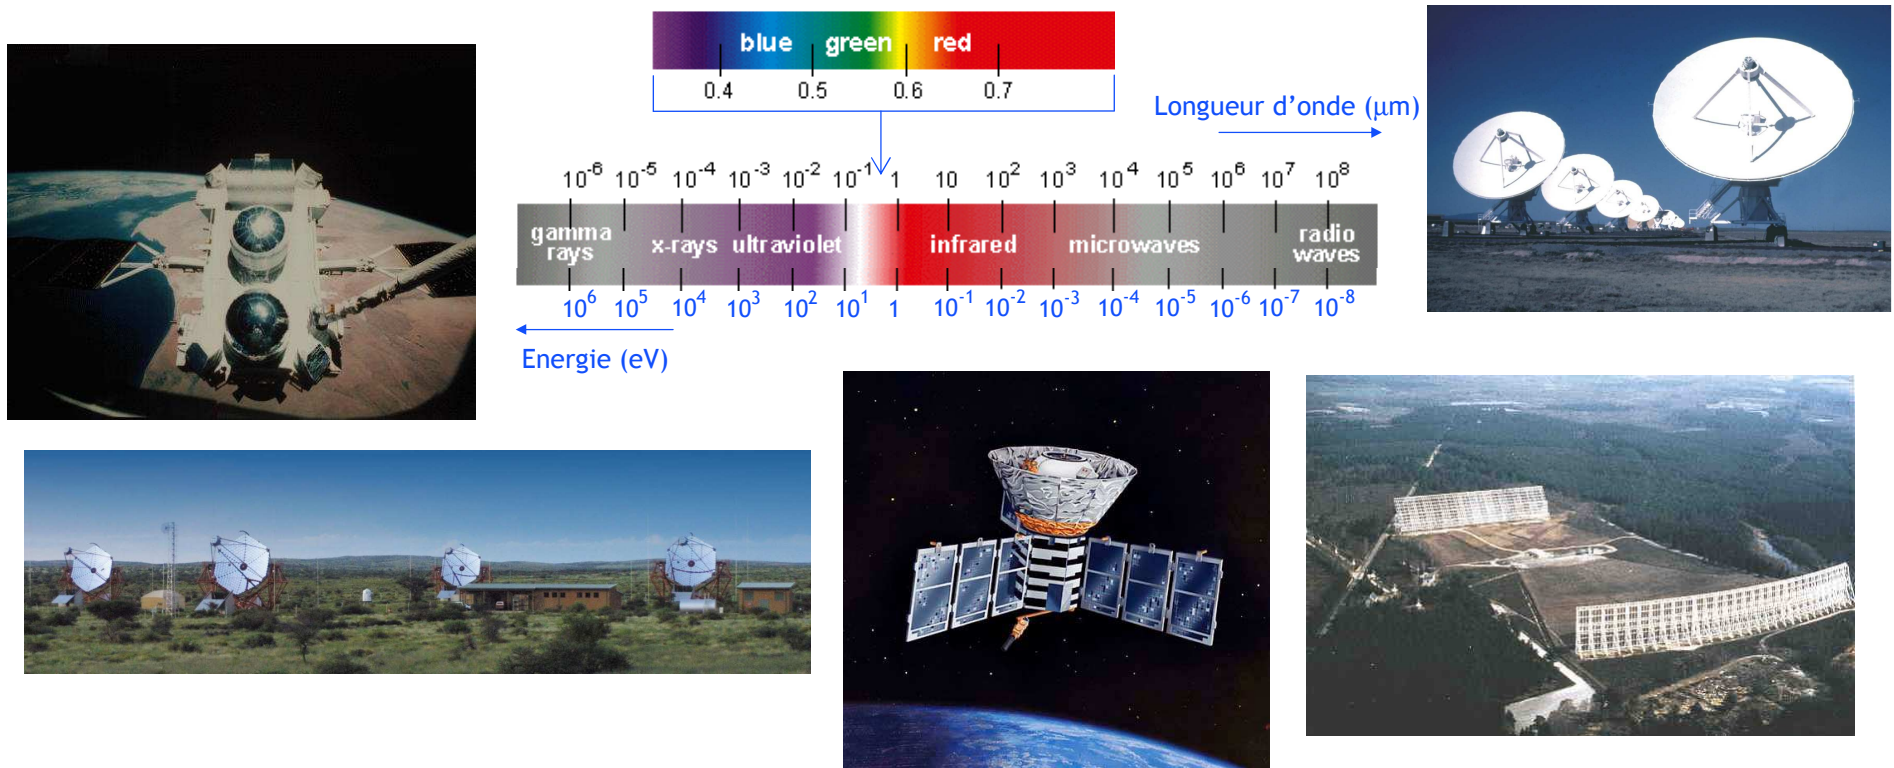 blue green red
0.4 0.5 0.6 0.7
Longueur d’onde (μm)
10⁻⁶ 10⁻⁵ 10⁻⁴ 10⁻³ 10⁻² 10⁻¹ 1 10 10² 10³ 10⁴ 10⁵ 10⁶ 10⁷ 10⁸
gamma rays x-rays ultraviolet infrared microwaves radio waves
10⁶ 10⁵ 10⁴ 10³ 10² 10¹ 1 10⁻¹ 10⁻² 10⁻³ 10⁻⁴ 10⁻⁵ 10⁻⁶ 10⁻⁷ 10⁻⁸
Energie (eV)